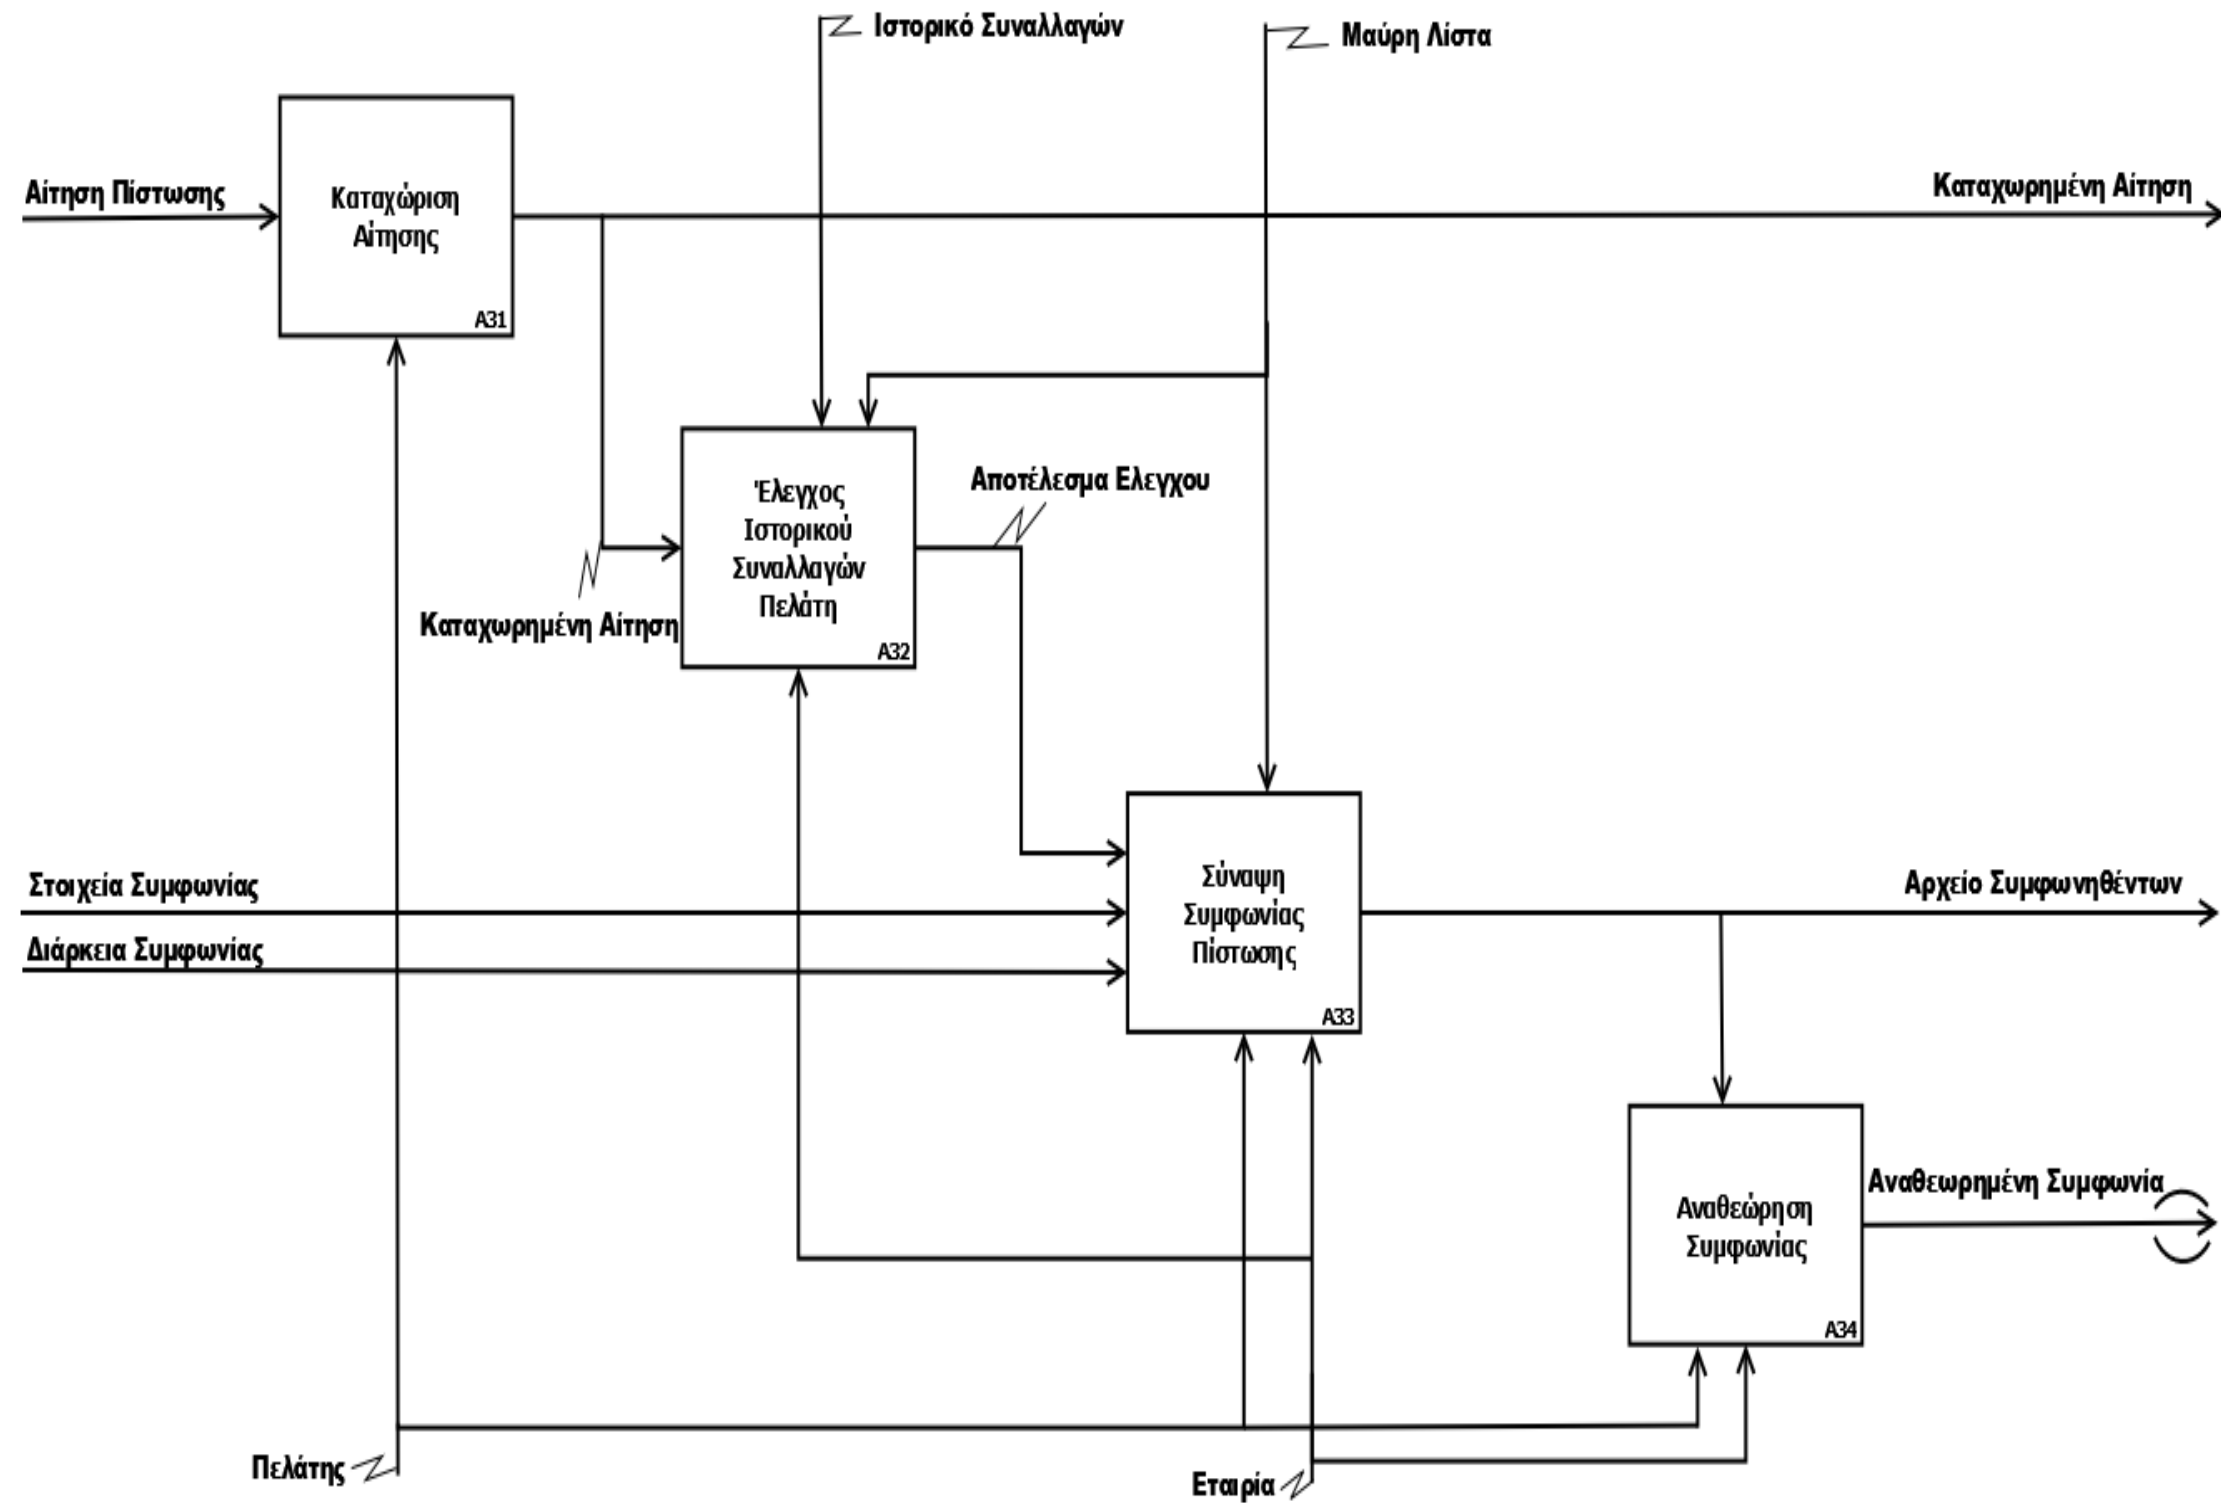 Ιστορικό Συναλλαγών
Μαύρη Λίστα
Αίτηση Πίστωσης
Καταχώριση
Αίτησης
A31
Καταχωρημένη Αίτηση
Έλεγχος
Ιστορικού
Συναλλαγών
Πελάτη
A32
Αποτέλεσμα Ελεγχου
Καταχωρημένη Αίτηση
Στοιχεία Συμφωνίας
Διάρκεια Συμφωνίας
Σύναψη
Συμφωνίας
Πίστωσης
A33
Αρχείο Συμφωνηθέντων
Αναθεώρηση
Συμφωνίας
A34
Αναθεωρημένη Συμφωνία
Πελάτης
Εταιρία